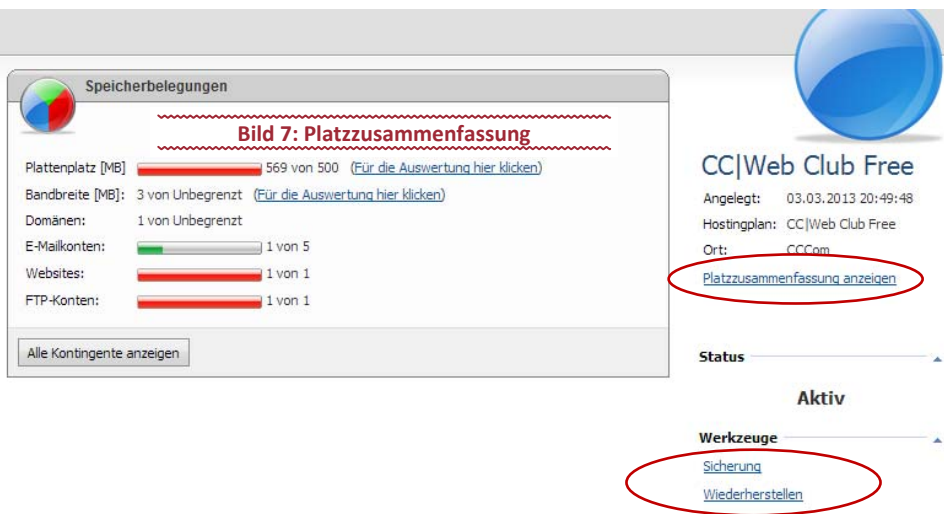 Speicherbelegungen
Bild 7: Platzzusammenfassung
Plattenplatz [MB] 569 von 500 (Für die Auswertung hier klicken)
Bandbreite [MB]: 3 von Unbegrenzt (Für die Auswertung hier klicken)
Domänen: 1 von Unbegrenzt
E-Mailkonten: 1 von 5
Websites: 1 von 1
FTP-Konten: 1 von 1
Alle Kontingente anzeigen
CC|Web Club Free
Angelegt: 03.03.2013 20:49:48
Hostingplan: CC|Web Club Free
Ort: CCCom
Platzzusammenfassung anzeigen
Status
Aktiv
Werkzeuge
Sicherung
Wiederherstellen